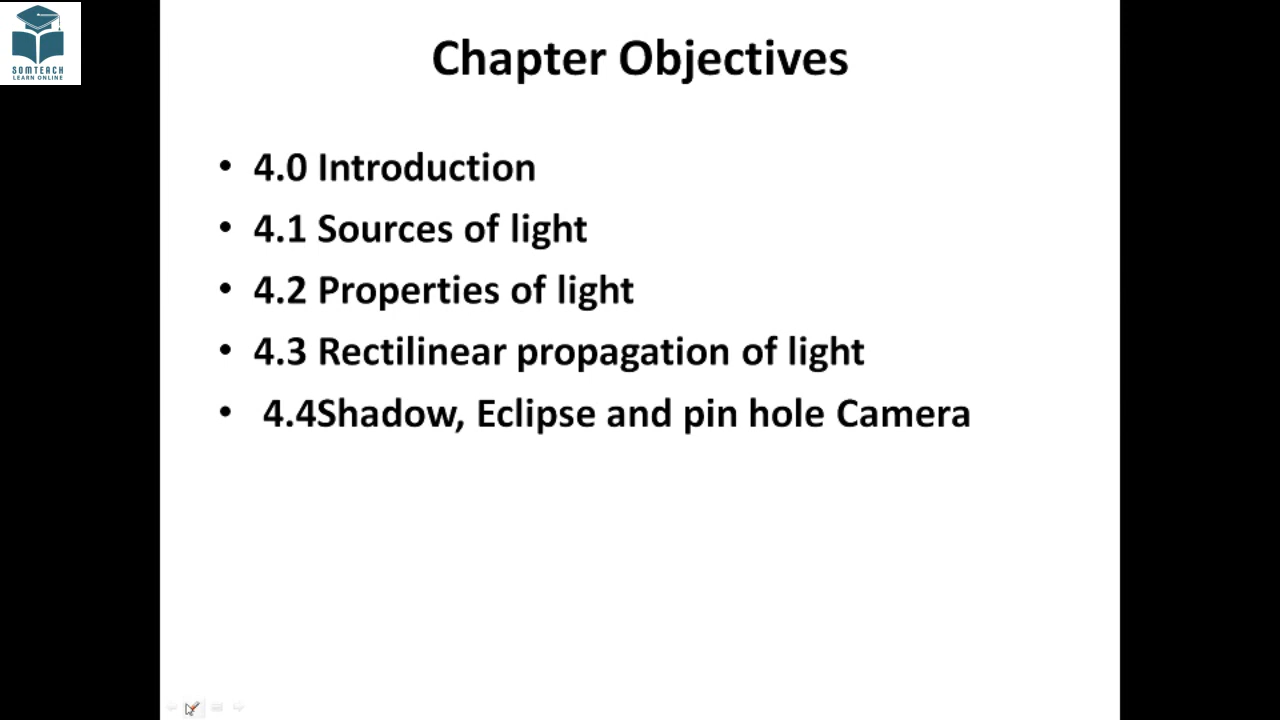 SOMTEACH
LEARN ONLINE
Chapter Objectives
• 4.0 Introduction
• 4.1 Sources of light
• 4.2 Properties of light
• 4.3 Rectilinear propagation of light
• 4.4Shadow, Eclipse and pin hole Camera